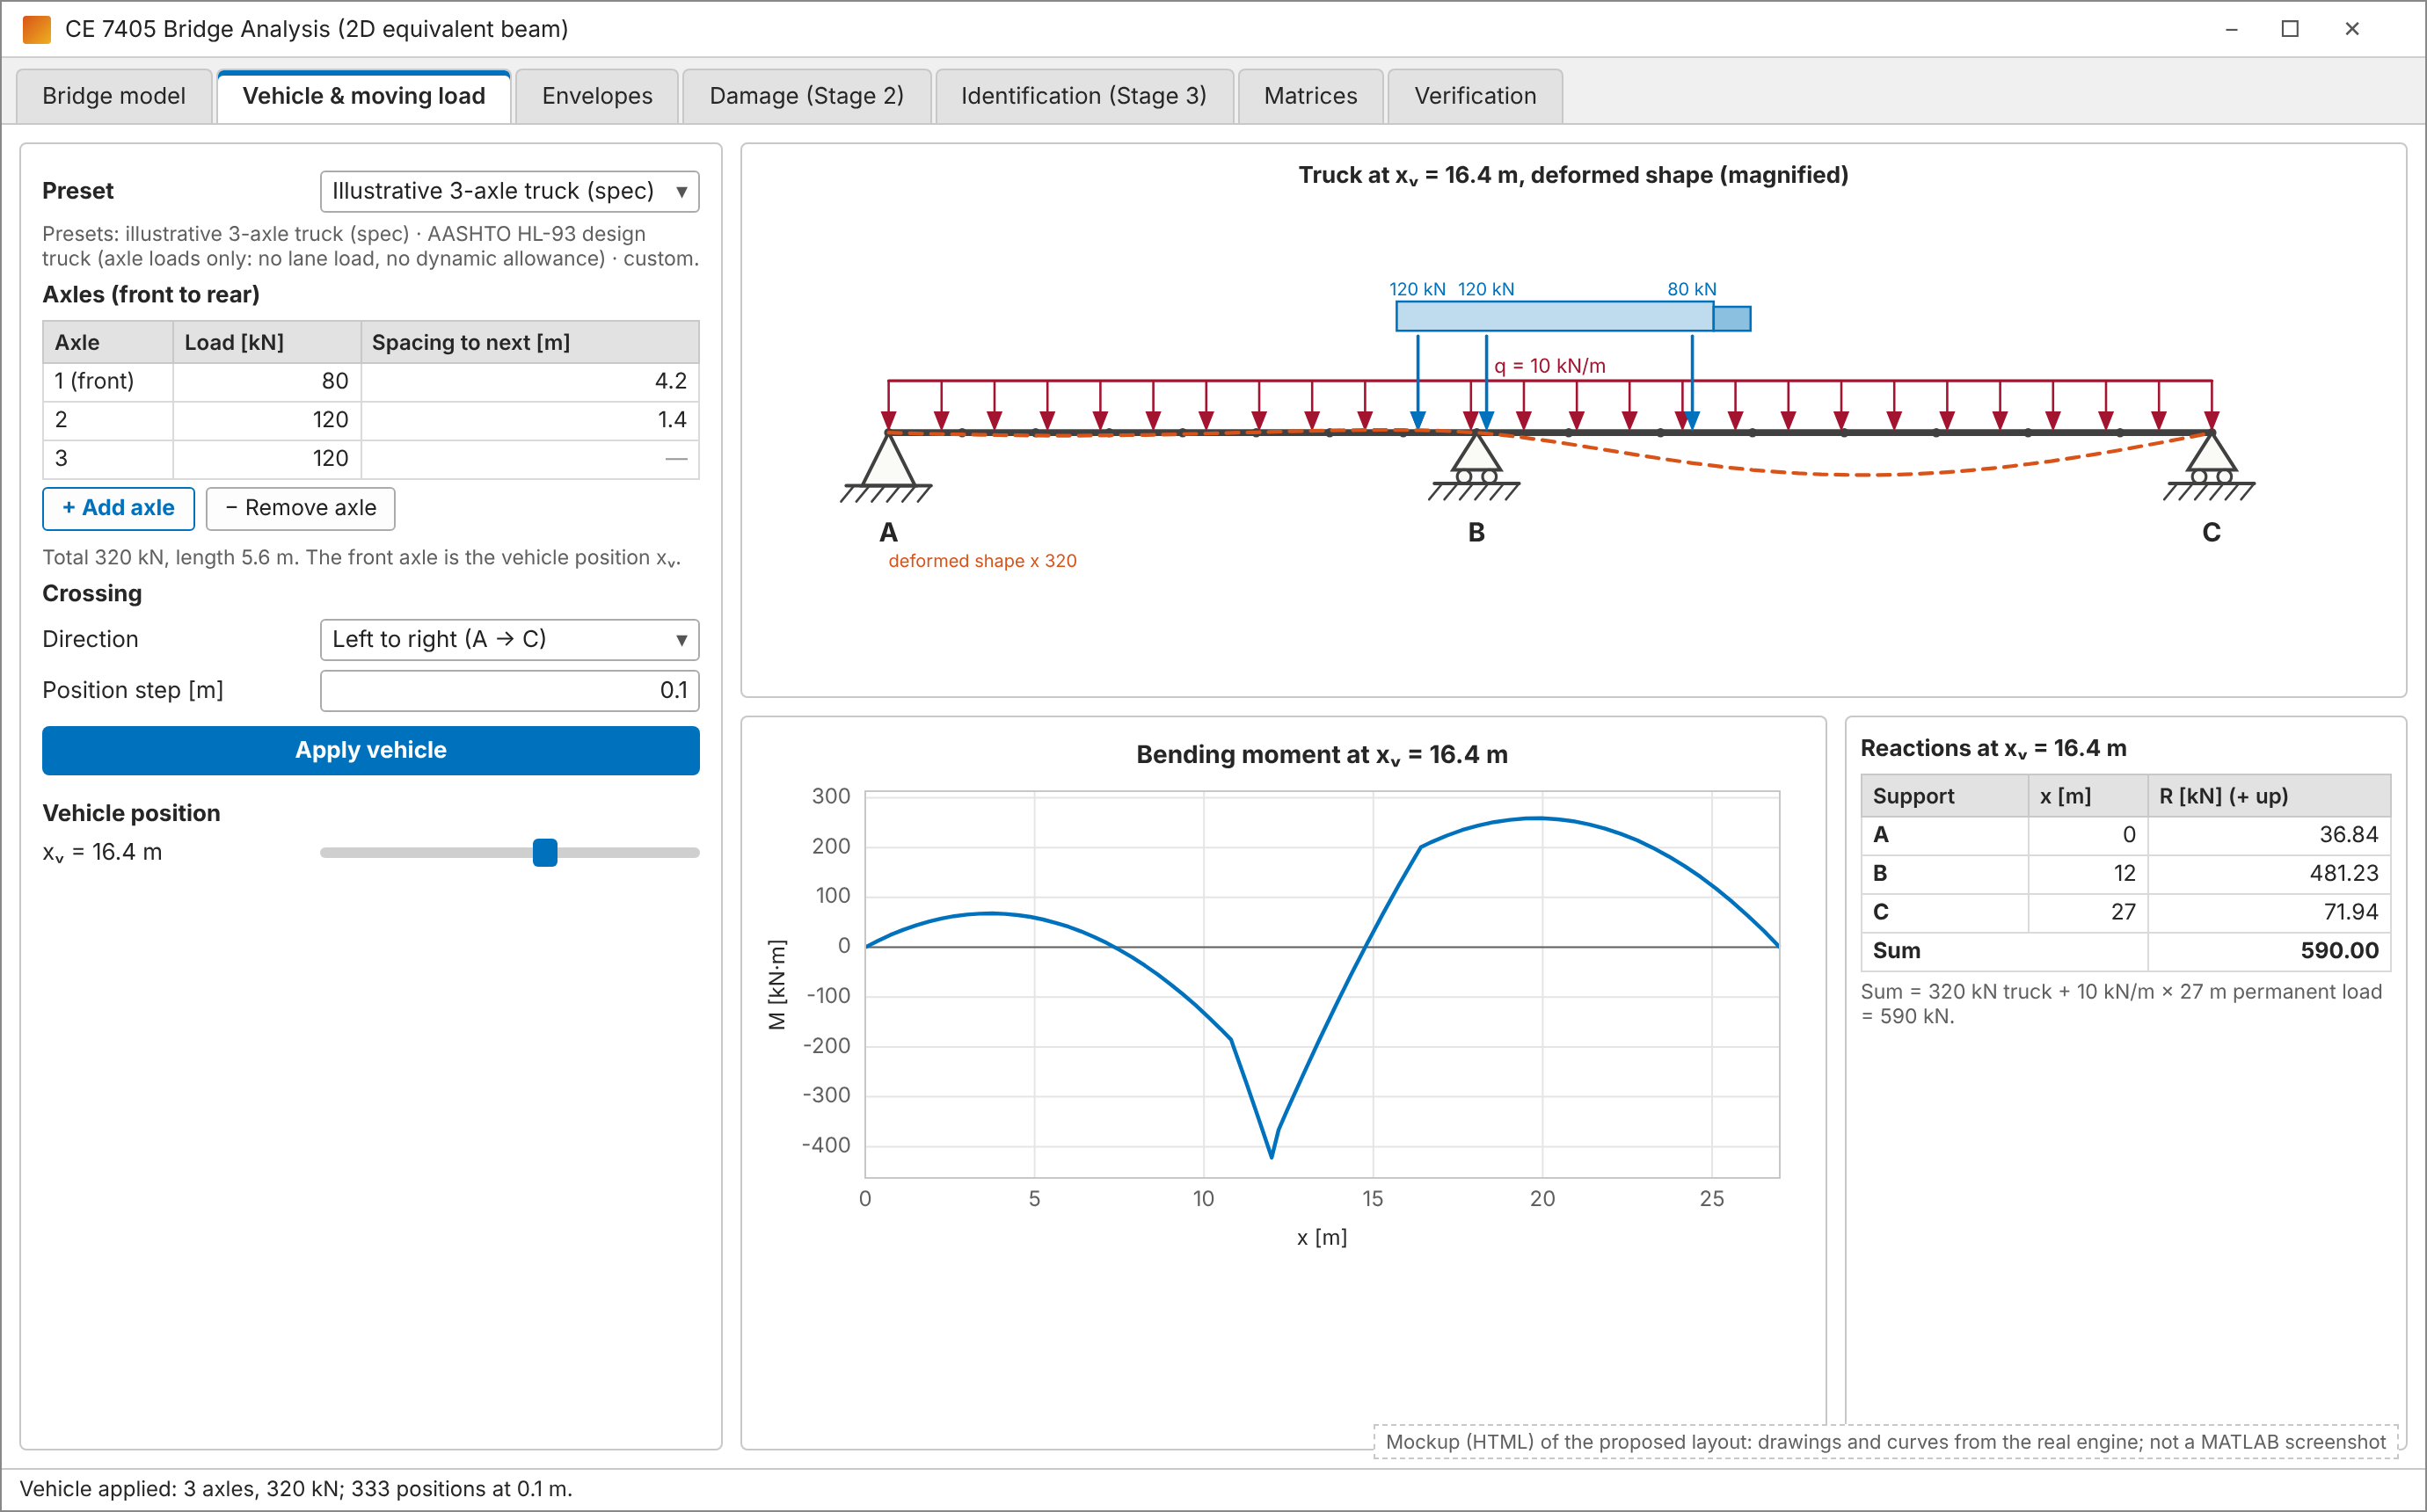 CE 7405 Bridge Analysis (2D equivalent beam)
Bridge model
Vehicle & moving load
Envelopes
Damage (Stage 2)
Identification (Stage 3)
Matrices
Verification
Preset
Illustrative 3-axle truck (spec)
Presets: illustrative 3-axle truck (spec) · AASHTO HL-93 design
truck (axle loads only: no lane load, no dynamic allowance) · custom.
Axles (front to rear)
Axle Load [kN] Spacing to next [m]
1 (front) 80 4.2
2 120 1.4
3 120 —
+ Add axle
− Remove axle
Total 320 kN, length 5.6 m. The front axle is the vehicle position xᵥ.
Crossing
Direction
Left to right (A → C)
Position step [m]
0.1
Apply vehicle
Vehicle position
xᵥ = 16.4 m
Truck at xᵥ = 16.4 m, deformed shape (magnified)
120 kN 120 kN 80 kN
q = 10 kN/m
A B C
deformed shape x 320
Bending moment at xᵥ = 16.4 m
300
200
100
0
-100
-200
-300
-400
M [kN·m]
0 5 10 15 20 25
x [m]
Reactions at xᵥ = 16.4 m
Support x [m] R [kN] (+ up)
A 0 36.84
B 12 481.23
C 27 71.94
Sum 590.00
Sum = 320 kN truck + 10 kN/m × 27 m permanent load
= 590 kN.
Mockup (HTML) of the proposed layout: drawings and curves from the real engine; not a MATLAB screenshot
Vehicle applied: 3 axles, 320 kN; 333 positions at 0.1 m.